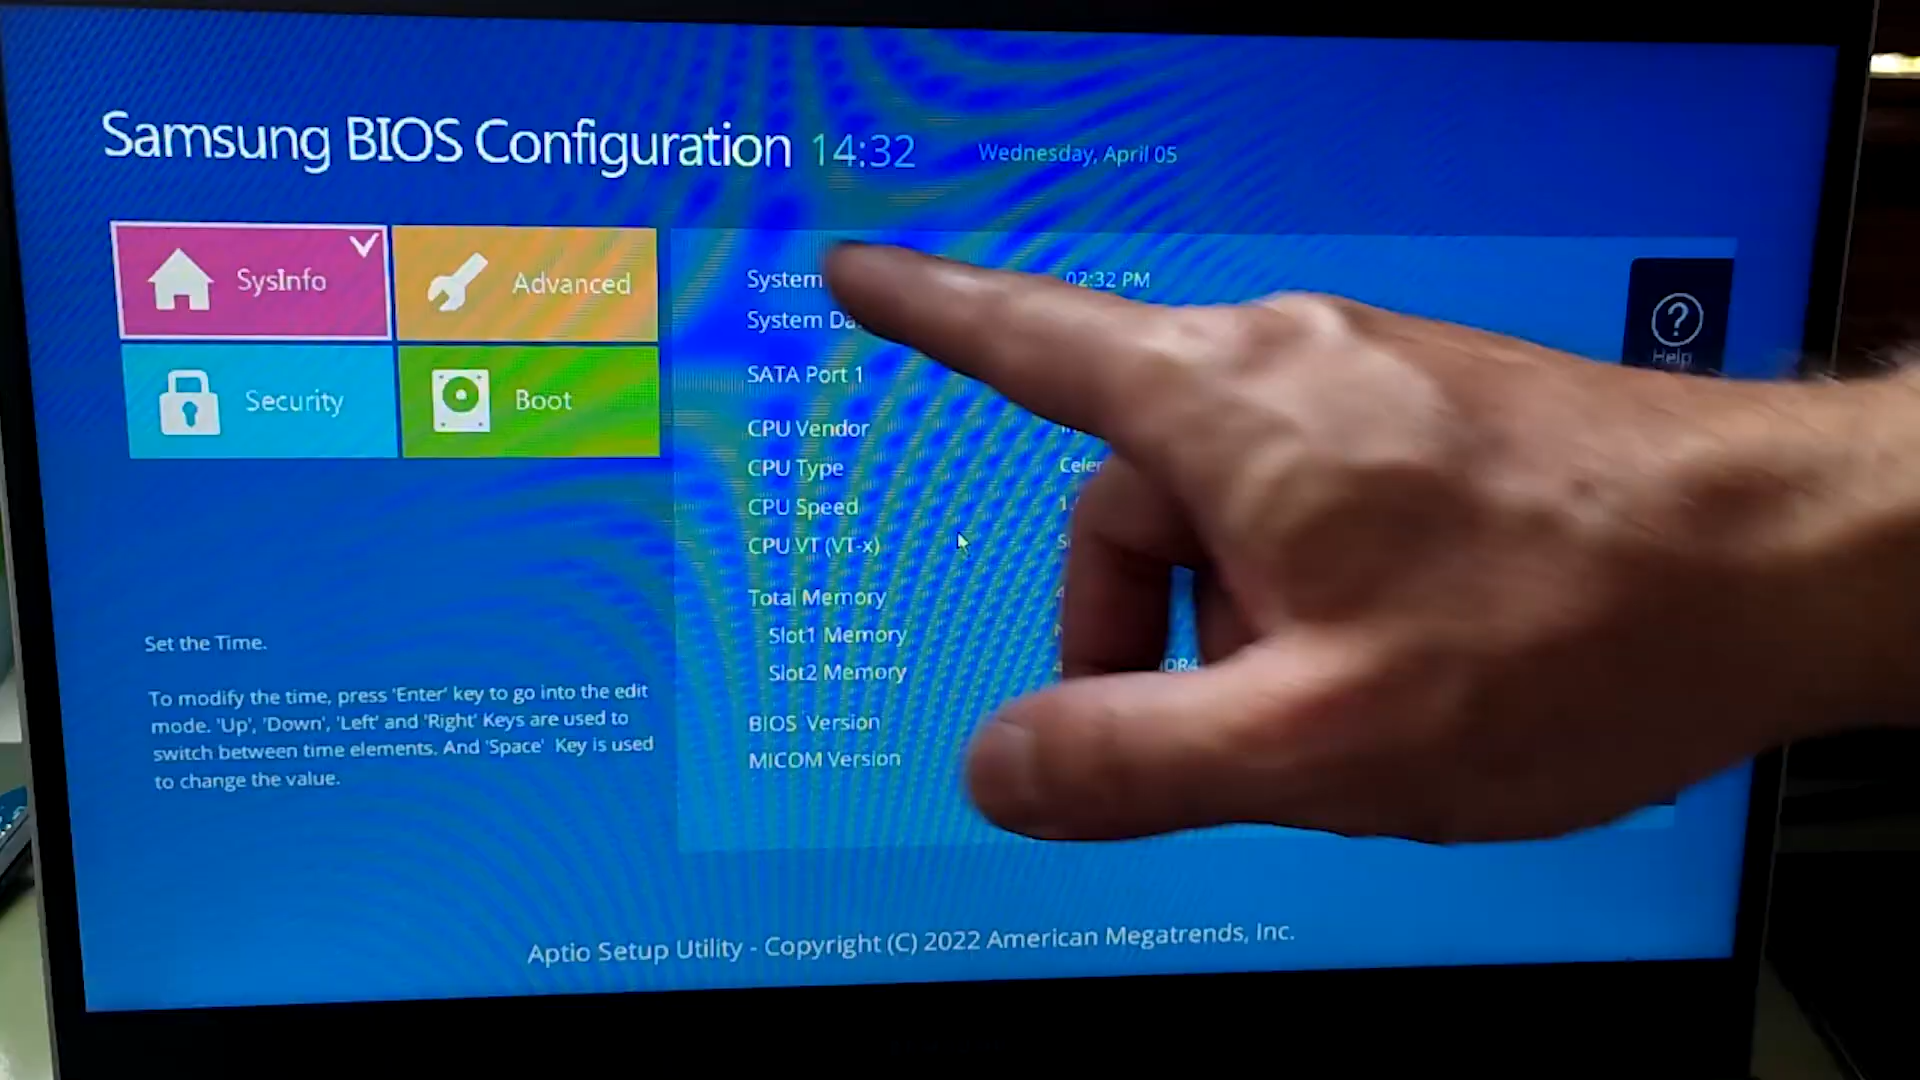 Samsung BIOS Configuration 14:32 Wednesday, April 05
SysInfo
Advanced
Security
Boot
System 02:32 PM
System
SATA Port 1
CPU Vendor
CPU Type
CPU Speed
CPU VT (VT-x)
Total Memory
Slot1 Memory
Slot2 Memory
BIOS Version
MICOM Version
Help
Set the Time.
To modify the time, press 'Enter' key to go into the edit
mode. 'Up', 'Down', 'Left' and 'Right' Keys are used to
switch between time elements. And 'Space' Key is used
to change the value.
Aptio Setup Utility - Copyright (C) 2022 American Megatrends, Inc.